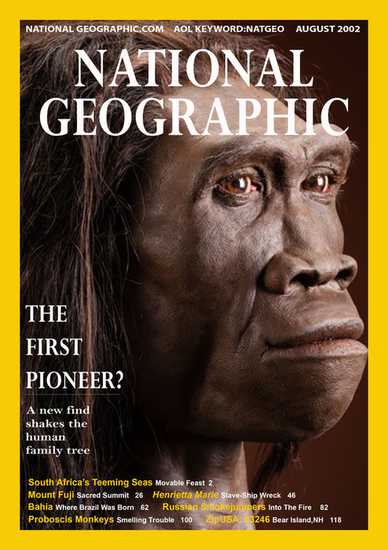 NATIONAL GEOGRAPHIC.COM AOL KEYWORD:NATGEO AUGUST 2002
NATIONAL
GEOGRAPHIC
THE
FIRST
PIONEER?
A new find
shakes the
human
family tree
South Africa's Teeming Seas Movable Feast 2
Mount Fuji Sacred Summit 26 Henrietta Marie Slave-Ship Wreck 46
Bahia Where Brazil Was Born 62 Russian Smokejumpers Into The Fire 82
Proboscis Monkeys Smelling Trouble 100 ZipUSA: 03246 Bear Island,NH 118